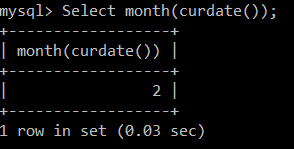 mysql> Select month(curdate());
+------------------+
| month(curdate()) |
+------------------+
|                2 |
+------------------+
1 row in set (0.03 sec)